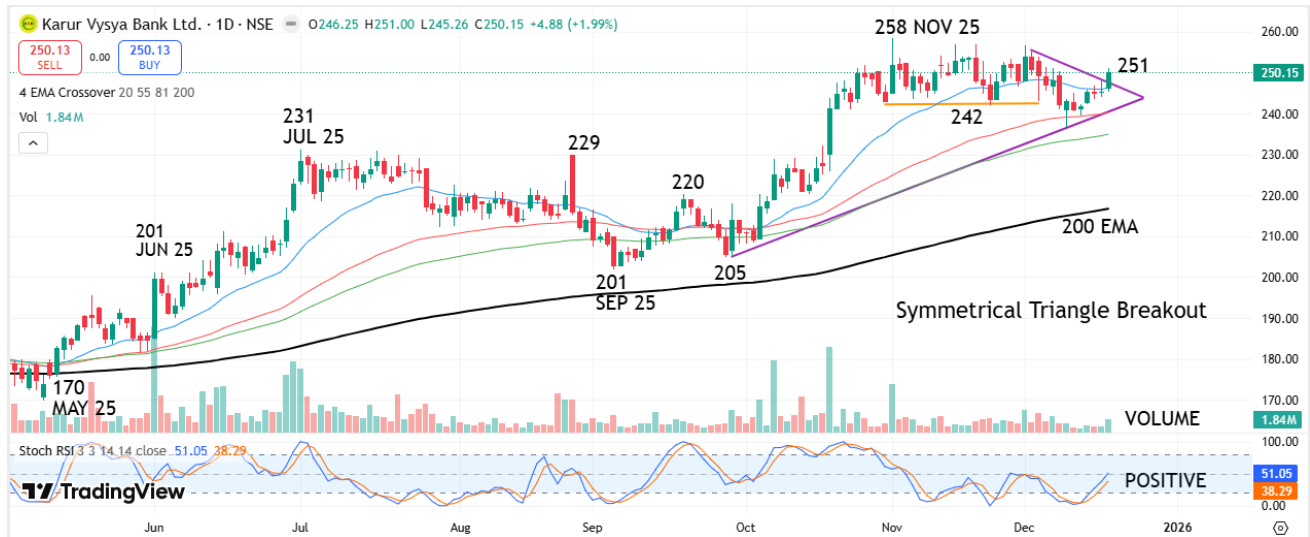 Karur Vysya Bank Ltd. · 1D · NSE O246.25 H251.00 L245.26 C250.15 +4.88 (+1.99%)
250.13 SELL 0.00 250.13 BUY
4 EMA Crossover 20 55 81 200
Vol 1.84M
258 NOV 25
251
231
JUL 25
229
242
220
201
JUN 25
205
201
SEP 25
200 EMA
170
MAY 25
Symmetrical Triangle Breakout
VOLUME
260.00
250.15
240.00
230.00
220.00
210.00
200.00
190.00
180.00
170.00
1.84M
Stoch RSI 3 3 14 14 close 51.05 38.29
POSITIVE
100.00
51.05
38.29
0.00
TradingView
Jun Jul Aug Sep Oct Nov Dec 2026